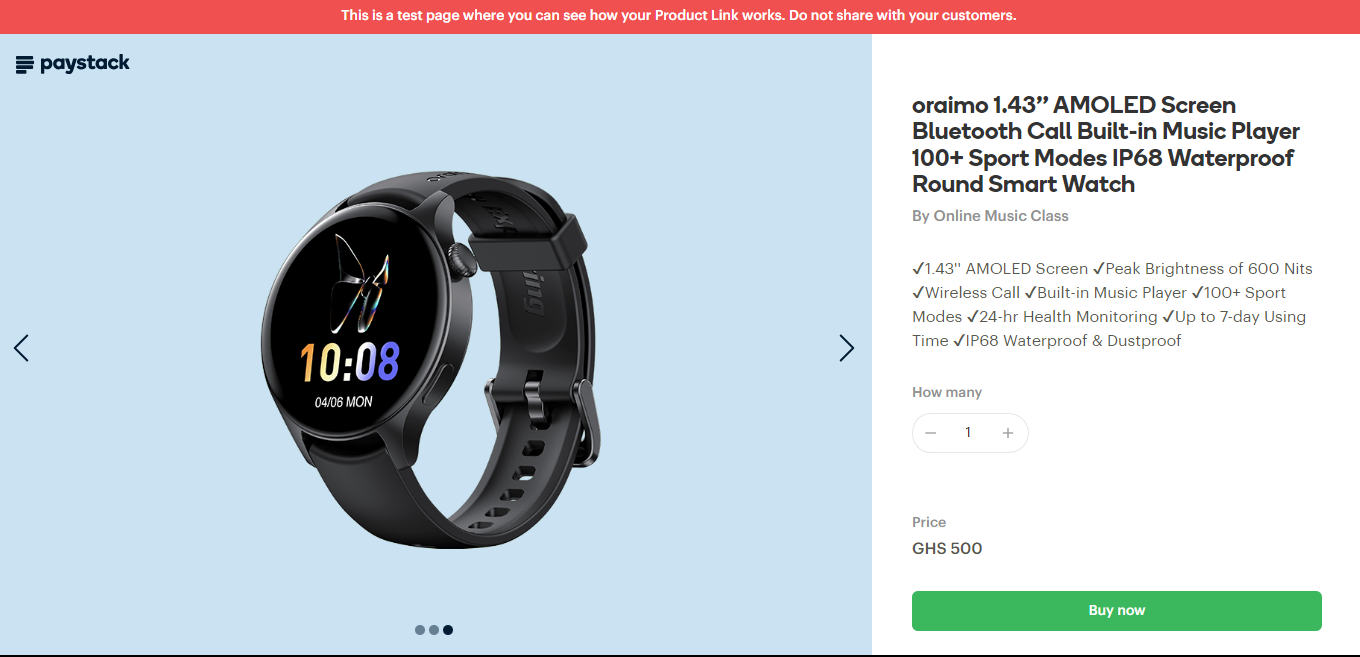 This is a test page where you can see how your Product Link works. Do not share with your customers.
paystack
oraimo 1.43” AMOLED Screen
Bluetooth Call Built-in Music Player
100+ Sport Modes IP68 Waterproof
Round Smart Watch
By Online Music Class
✓1.43'' AMOLED Screen ✓Peak Brightness of 600 Nits
✓Wireless Call ✓Built-in Music Player ✓100+ Sport
Modes ✓24-hr Health Monitoring ✓Up to 7-day Using
Time ✓IP68 Waterproof & Dustproof
How many
− 1 +
Price
GHS 500
Buy now
10:08
04/06 MON